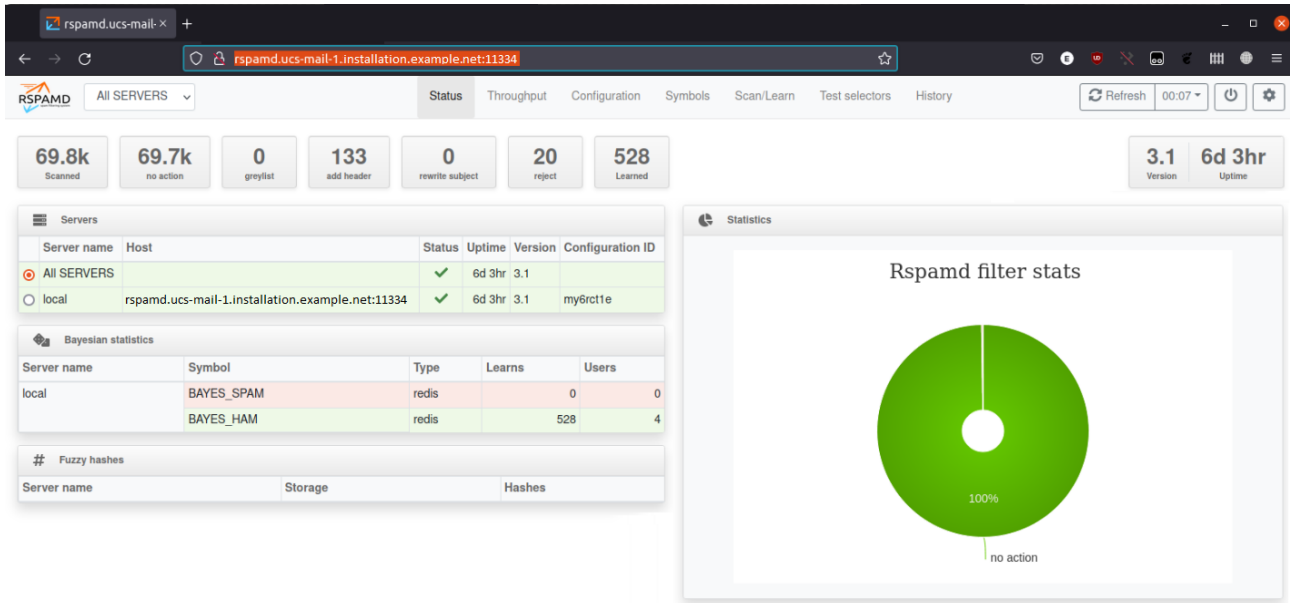 rspamd.ucs-mail-
rspamd.ucs-mail-1.installation.example.net:11334
RSPAMD All SERVERS Status Throughput Configuration Symbols Scan/Learn Test selectors History Refresh 00:07
69.8k 69.7k 0 133 0 20 528 3.1 6d 3hr
Scanned no action greylist add header rewrite subject reject Learned Version Uptime
Servers
Server name Host Status Uptime Version Configuration ID
All SERVERS 6d 3hr 3.1
local rspamd.ucs-mail-1.installation.example.net:11334 6d 3hr 3.1 my6rct1e
Bayesian statistics
Server name Symbol Type Learns Users
local BAYES_SPAM redis 0 0
BAYES_HAM redis 528 4
# Fuzzy hashes
Server name Storage Hashes
Statistics
Rspamd filter stats
100%
no action